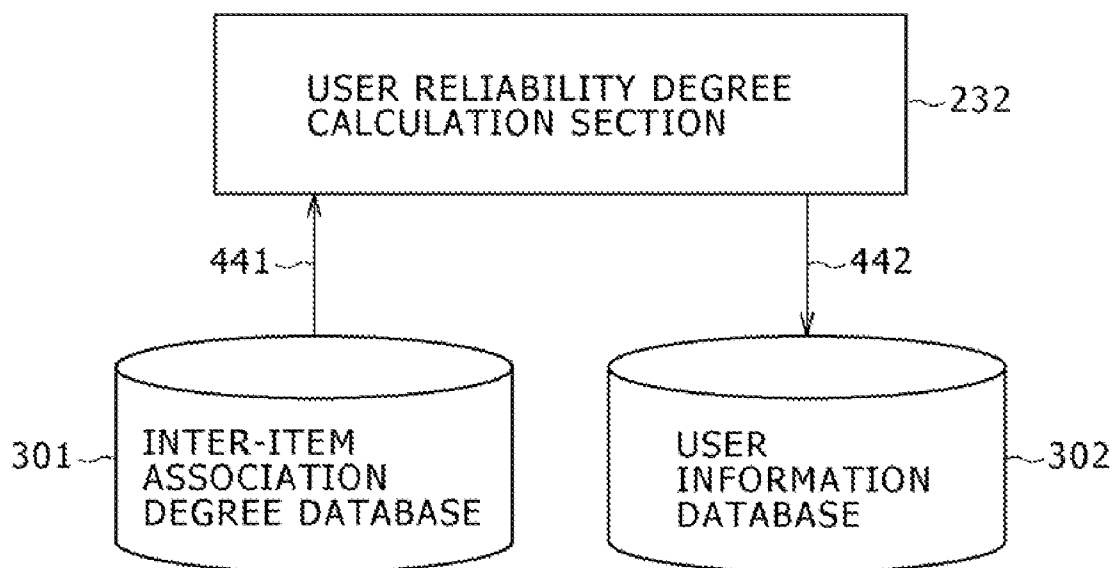 USER RELIABILITY DEGREE
CALCULATION SECTION
232
441
442
301
INTER-ITEM
ASSOCIATION
DEGREE DATABASE
USER
INFORMATION
DATABASE
302